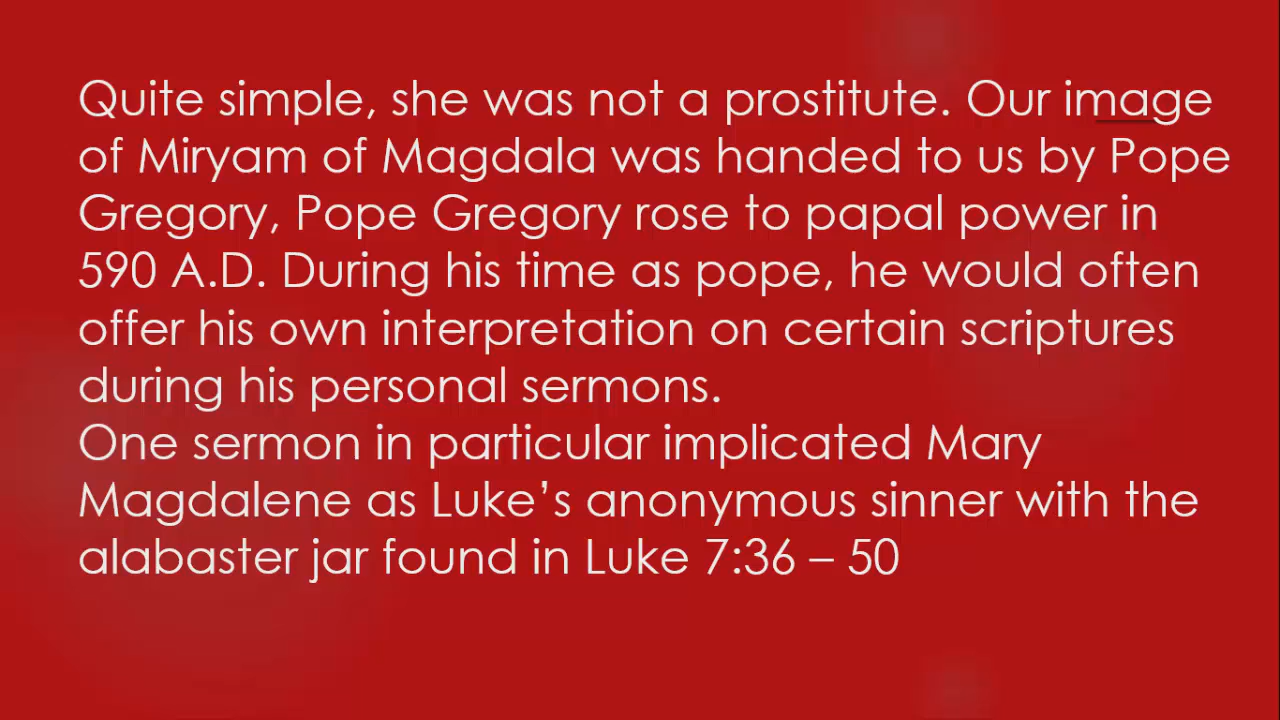 Quite simple, she was not a prostitute. Our image
of Miryam of Magdala was handed to us by Pope
Gregory, Pope Gregory rose to papal power in
590 A.D. During his time as pope, he would often
offer his own interpretation on certain scriptures
during his personal sermons.
One sermon in particular implicated Mary
Magdalene as Luke’s anonymous sinner with the
alabaster jar found in Luke 7:36 – 50